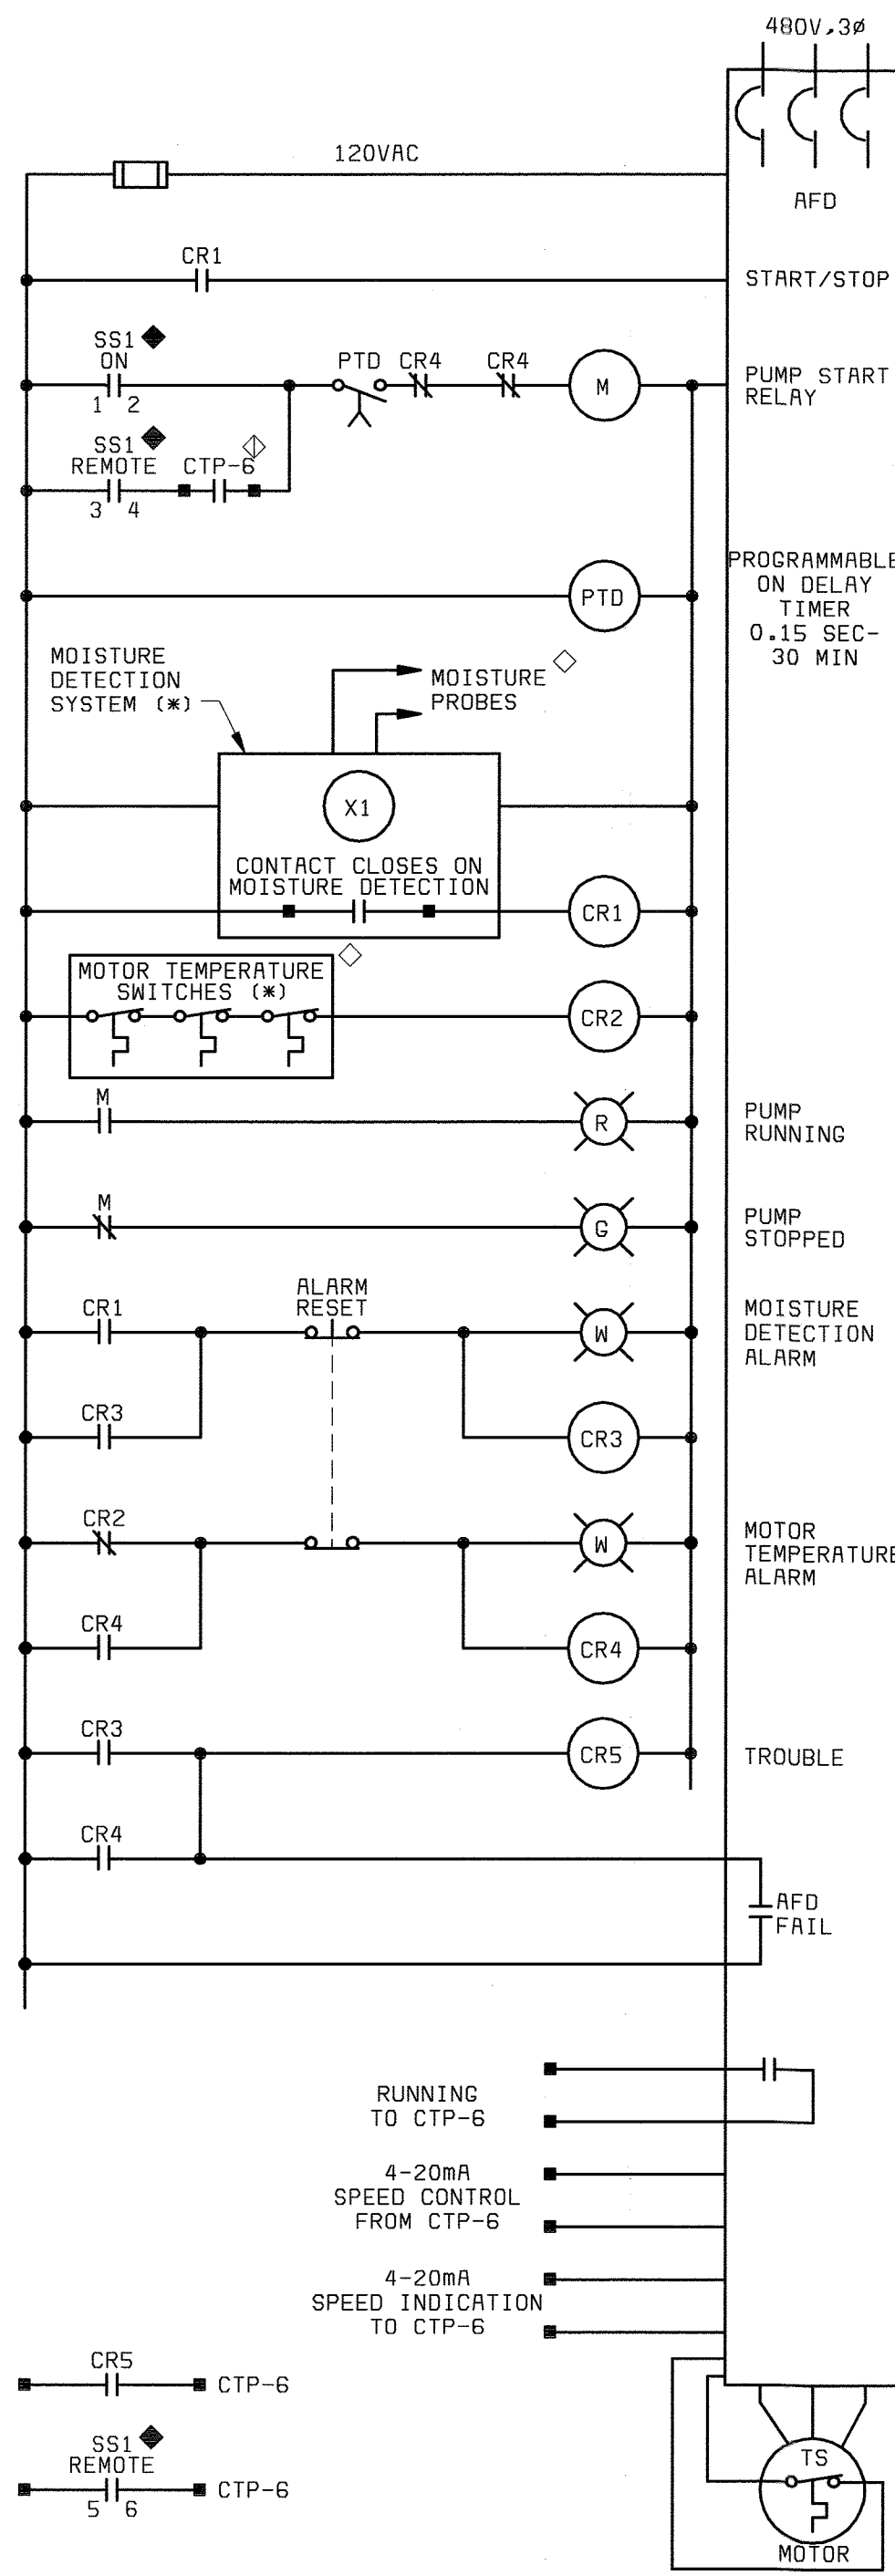 480V,3ø
120VAC
AFD
CR1
START/STOP
SS1
ON
1 2
PTD CR4 CR4
M
PUMP START
RELAY
SS1
REMOTE CTP-6
3 4
PTD
PROGRAMMABLE
ON DELAY
TIMER
0.15 SEC-
30 MIN
MOISTURE
DETECTION
SYSTEM (*)
MOISTURE
PROBES
X1
CONTACT CLOSES ON
MOISTURE DETECTION
CR1
MOTOR TEMPERATURE
SWITCHES (*)
CR2
M
R
PUMP
RUNNING
M
G
PUMP
STOPPED
CR1
ALARM
RESET
W
MOISTURE
DETECTION
ALARM
CR3
CR3
CR2
W
MOTOR
TEMPERATURE
ALARM
CR4
CR4
CR3
CR5
TROUBLE
CR4
AFD
FAIL
RUNNING
TO CTP-6
4-20mA
SPEED CONTROL
FROM CTP-6
4-20mA
SPEED INDICATION
TO CTP-6
CR5
CTP-6
SS1
REMOTE
5 6
CTP-6
TS
MOTOR